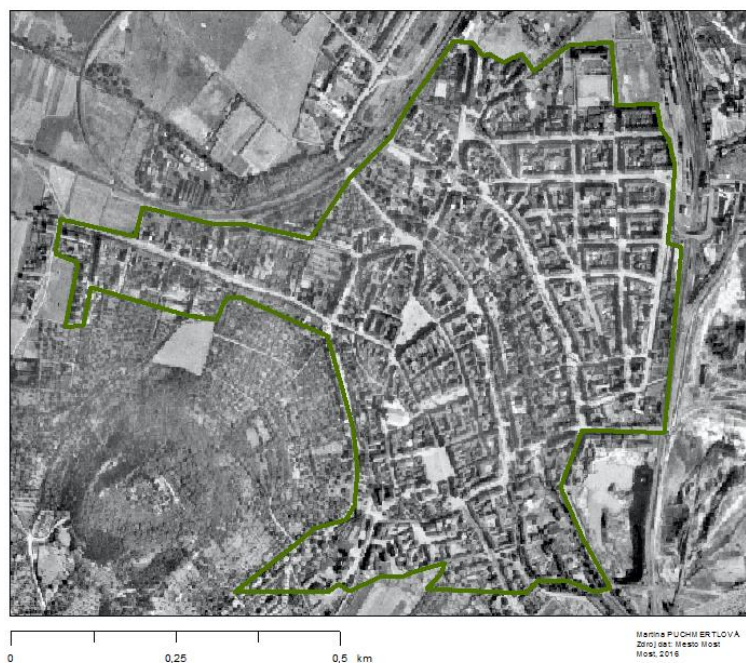 0 0,25 0,5 km
Martina PUCHMERTLOVÁ
Zdroj dat: Mesto Most
Most, 2016